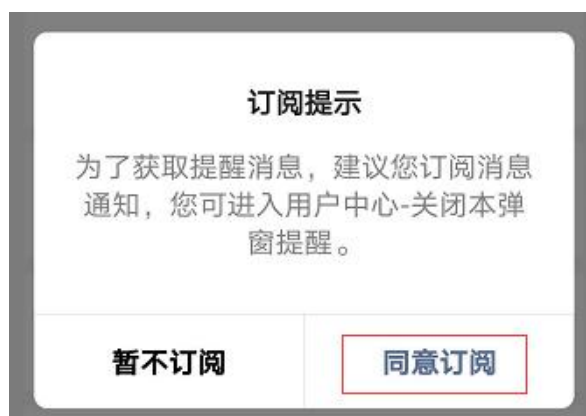 订阅提示
为了获取提醒消息，建议您订阅消息
通知，您可进入用户中心-关闭本弹
窗提醒。
暂不订阅
同意订阅